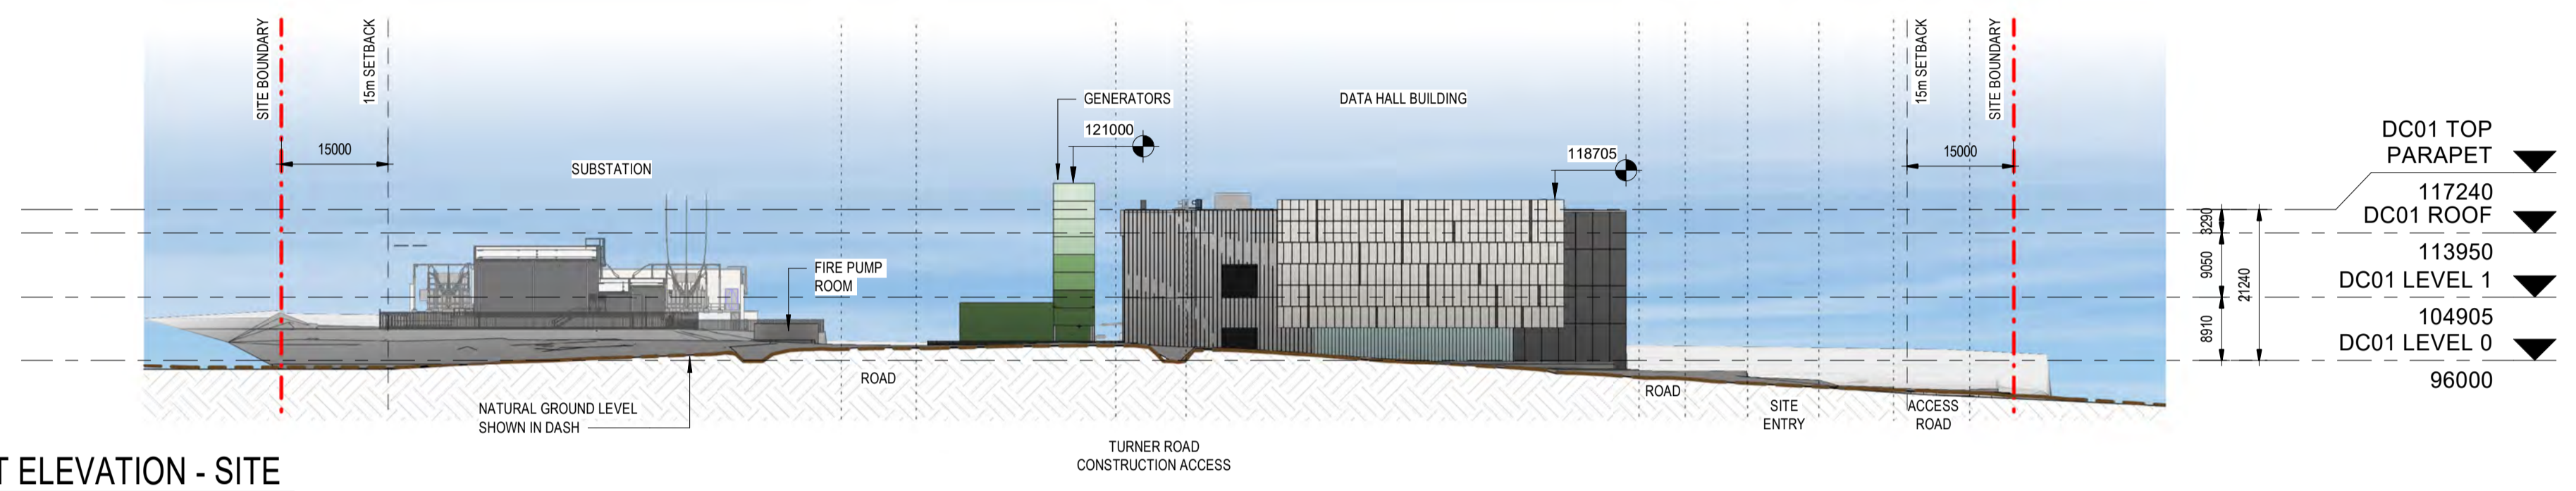 SITE BOUNDARY
15m SETBACK
15000
SUBSTATION
FIRE PUMP
ROOM
GENERATORS
121000
DATA HALL BUILDING
118705
15m SETBACK
SITE BOUNDARY
15000
DC01 TOP
PARAPET
117240
DC01 ROOF
113950
DC01 LEVEL 1
104905
DC01 LEVEL 0
96000
3290
9050
8910
21240
NATURAL GROUND LEVEL
SHOWN IN DASH
ROAD
TURNER ROAD
CONSTRUCTION ACCESS
ROAD
SITE
ENTRY
ACCESS
ROAD
T ELEVATION - SITE